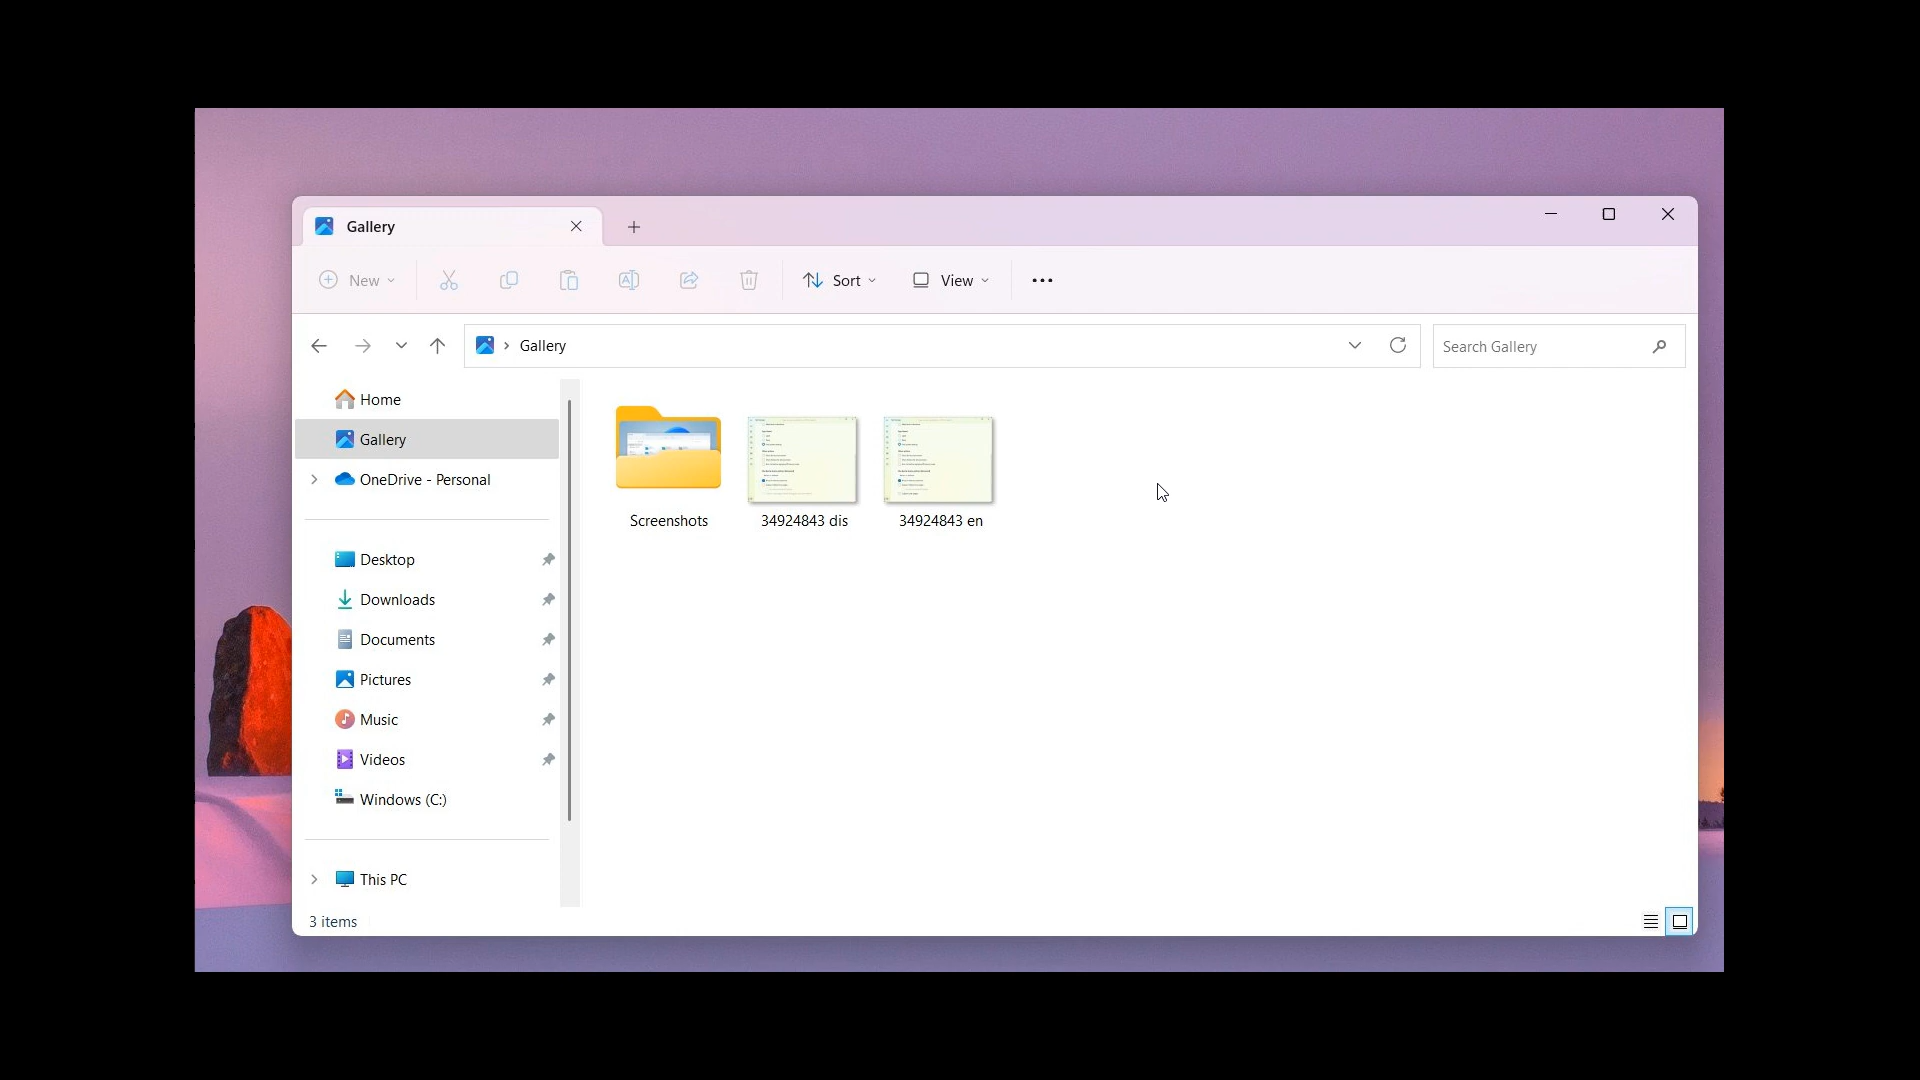 Gallery
New
Sort
View
Gallery
Search Gallery
Home
Gallery
OneDrive - Personal
Desktop
Downloads
Documents
Pictures
Music
Videos
Windows (C:)
This PC
Screenshots
34924843 dis
34924843 en
3 items